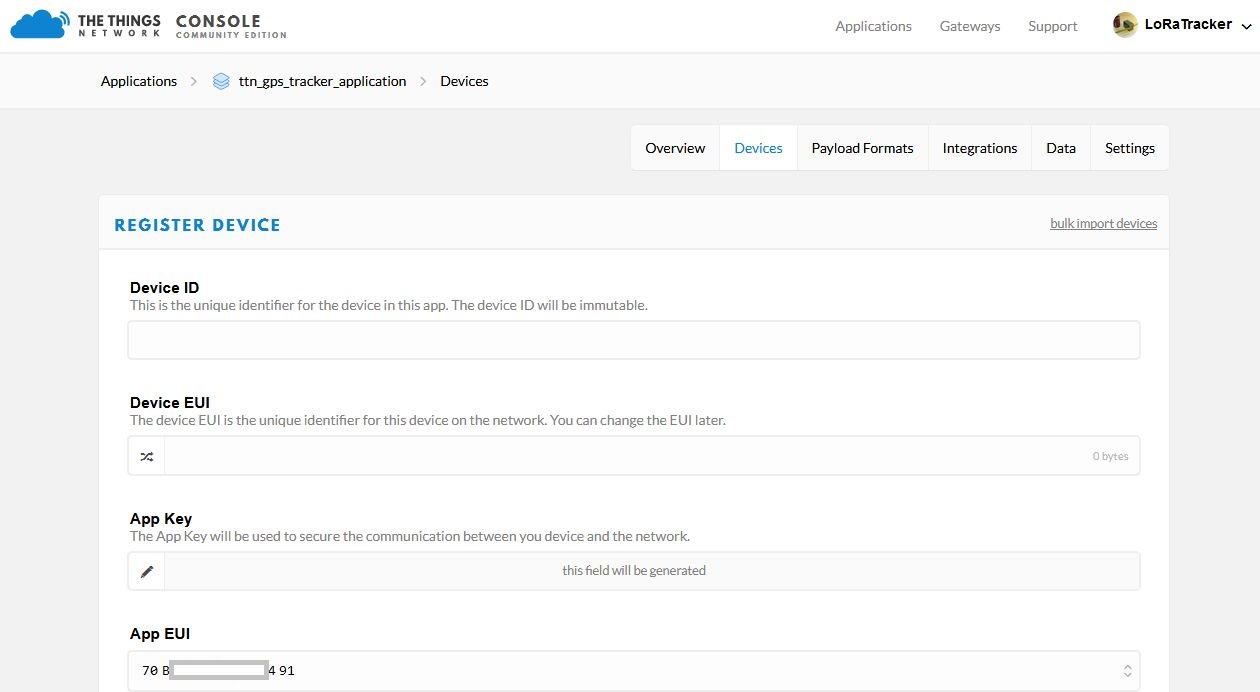 THE THINGS
NETWORK
CONSOLE
COMMUNITY EDITION
Applications Gateways Support LoRaTracker
Applications ttn_gps_tracker_application Devices
Overview Devices Payload Formats Integrations Data Settings
REGISTER DEVICE bulk import devices
Device ID
This is the unique identifier for the device in this app. The device ID will be immutable.
Device EUI
The device EUI is the unique identifier for this device on the network. You can change the EUI later.
0 bytes
App Key
The App Key will be used to secure the communication between you device and the network.
this field will be generated
App EUI
70 B 4 91